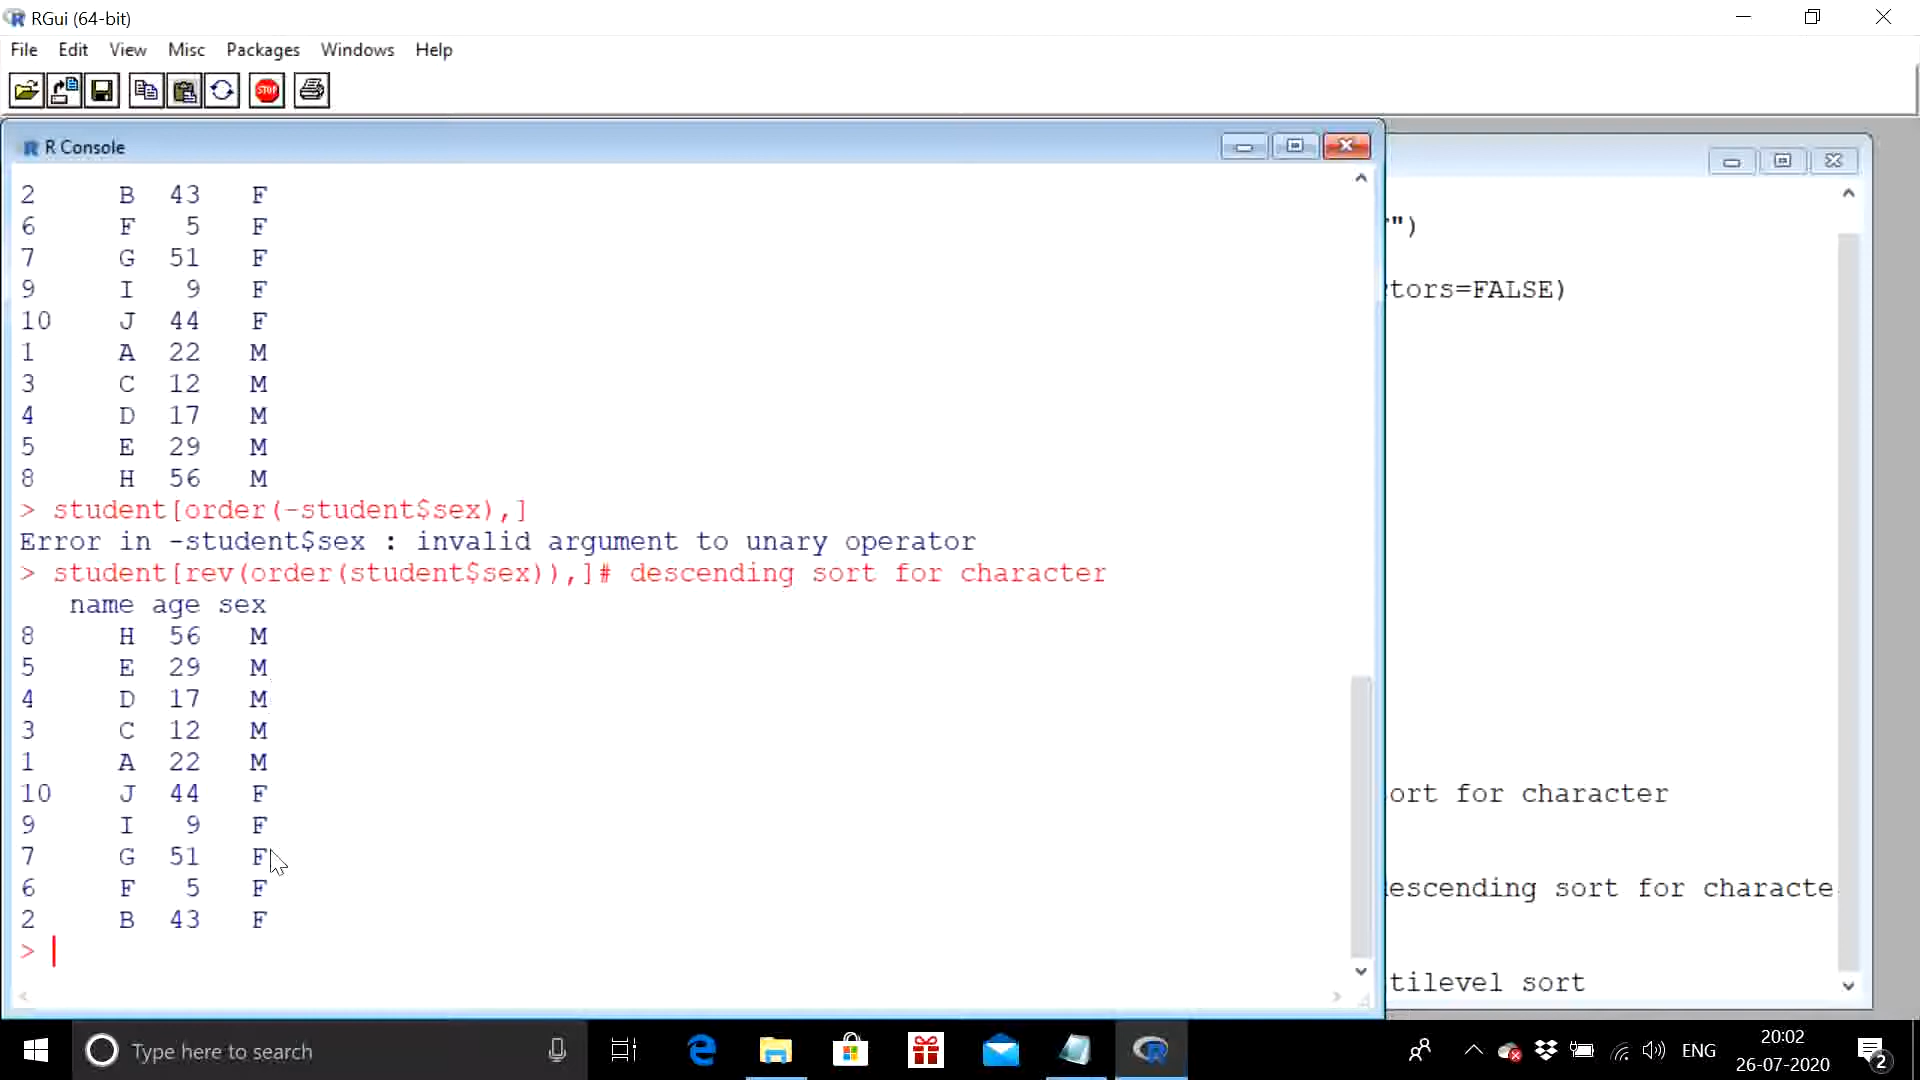 RGui (64-bit)
File Edit View Misc Packages Windows Help
STOP
R Console
2 B 43 F
6 F 5 F
7 G 51 F
9 I 9 F
10 J 44 F
1 A 22 M
3 C 12 M
4 D 17 M
5 E 29 M
8 H 56 M
> student[order(-student$sex),]
Error in -student$sex : invalid argument to unary operator
> student[rev(order(student$sex)),]# descending sort for character
name age sex
8 H 56 M
5 E 29 M
4 D 17 M
3 C 12 M
1 A 22 M
10 J 44 F
9 I 9 F
7 G 51 F
6 F 5 F
2 B 43 F
>
")
tors=FALSE)
ort for character
escending sort for characte
tilevel sort
Type here to search
ENG
20:02
26-07-2020
2